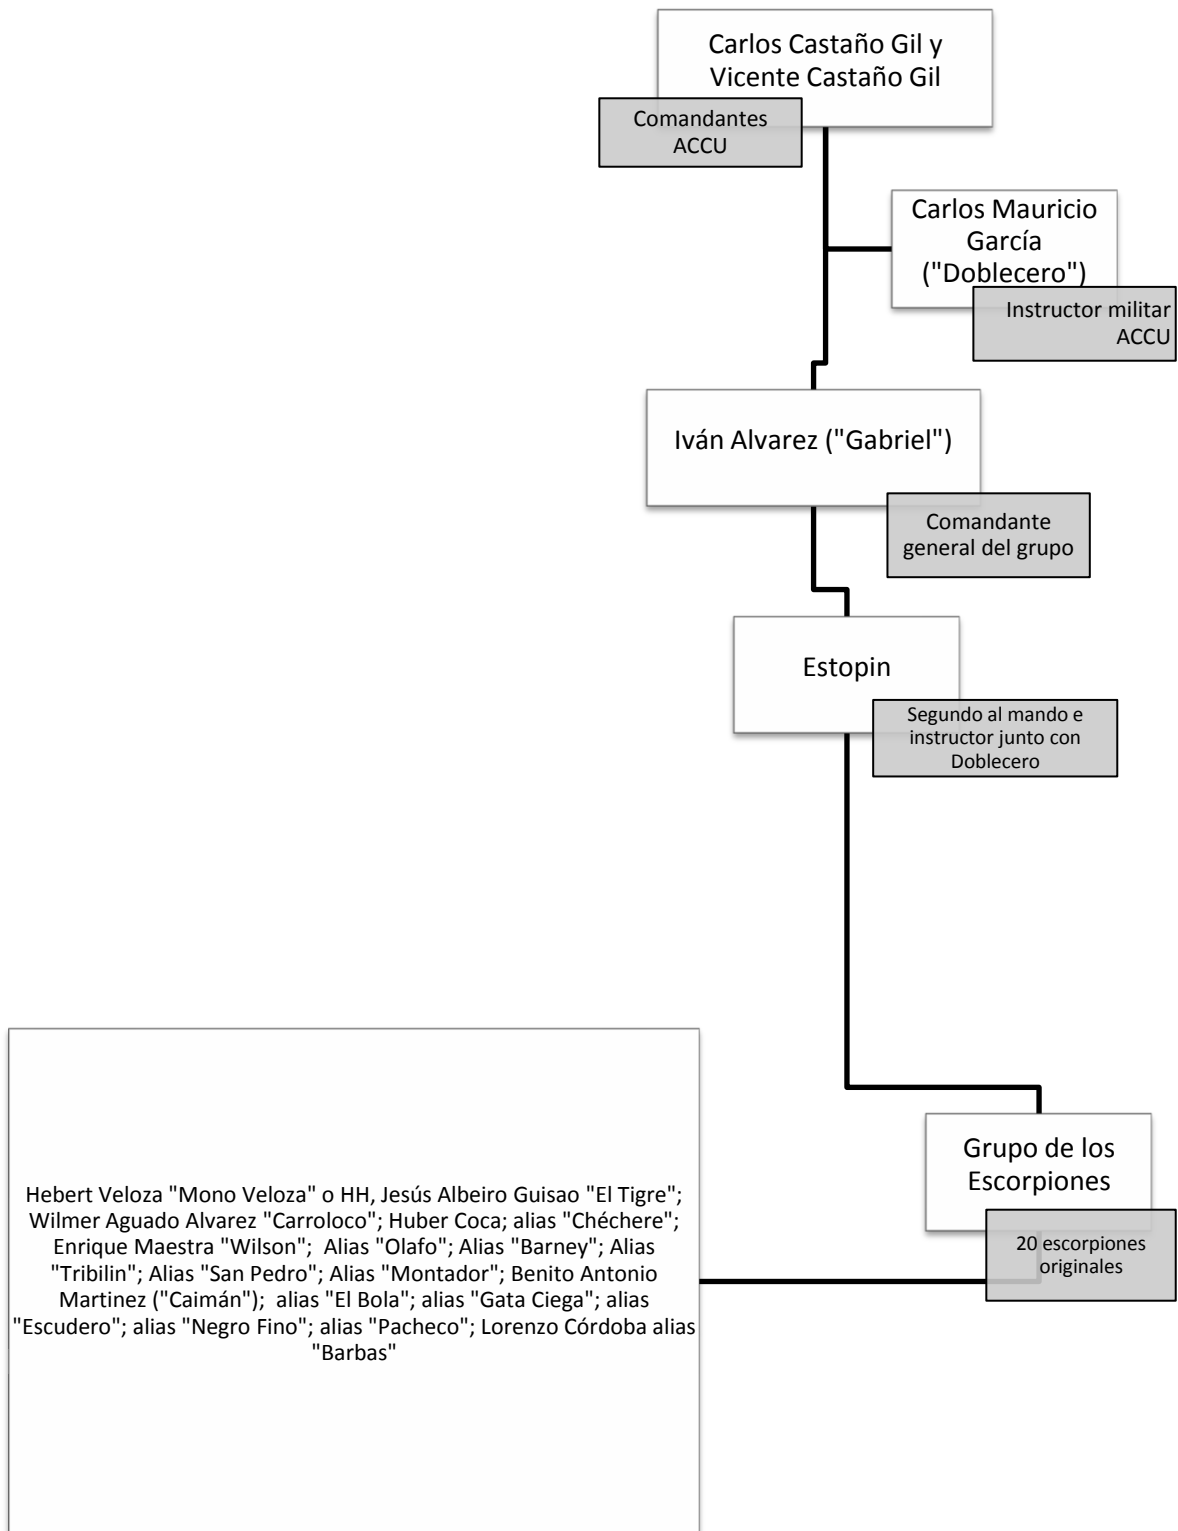 Carlos Castaño Gil y
Vicente Castaño Gil
Comandantes
ACCU
Carlos Mauricio
García
("Doblecero")
Instructor militar
ACCU
Iván Alvarez ("Gabriel")
Comandante
general del grupo
Estopin
Segundo al mando e
instructor junto con
Doblecero
Grupo de los
Escorpiones
20 escorpiones
originales
Hebert Veloza "Mono Veloza" o HH, Jesús Albeiro Guisao "El Tigre";
Wilmer Aguado Alvarez "Carroloco"; Huber Coca; alias "Chéchere";
Enrique Maestra "Wilson";  Alias "Olafo"; Alias "Barney"; Alias
"Tribilin"; Alias "San Pedro"; Alias "Montador"; Benito Antonio
Martinez ("Caimán");  alias "El Bola"; alias "Gata Ciega"; alias
"Escudero"; alias "Negro Fino"; alias "Pacheco"; Lorenzo Córdoba alias
"Barbas"